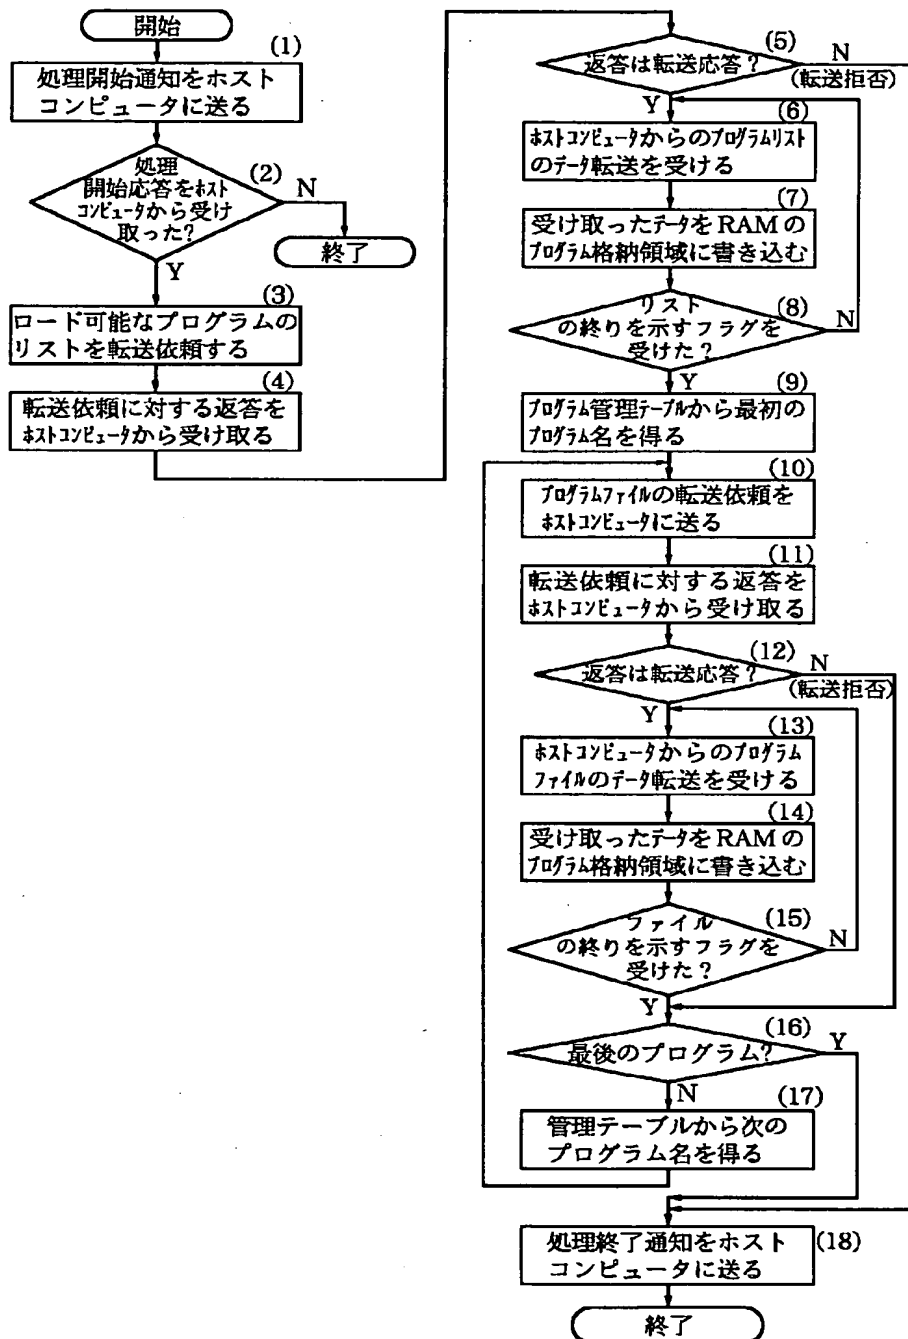 開始
(1)
処理開始通知をホスト
コンピュータに送る
処理
(2)
開始応答をホスト
コンピュータから受け
取った?
N
終了
Y
(3)
ロード可能なプログラムの
リストを転送依頼する
(4)
転送依頼に対する返答を
ホストコンピュータから受け取る
(5)
返答は転送応答?
N
(転送拒否)
Y
(6)
ホストコンピュータからのプログラムリスト
のデータ転送を受ける
(7)
受け取ったデータをRAMの
プログラム格納領域に書き込む
リスト
(8)
の終りを示すフラグを
受けた?
N
Y
(9)
プログラム管理テーブルから最初の
プログラム名を得る
(10)
プログラムファイルの転送依頼を
ホストコンピュータに送る
(11)
転送依頼に対する返答を
ホストコンピュータから受け取る
(12)
返答は転送応答?
N
(転送拒否)
Y
(13)
ホストコンピュータからのプログラム
ファイルのデータ転送を受ける
(14)
受け取ったデータをRAMの
プログラム格納領域に書き込む
ファイル
(15)
の終りを示すフラグを
受けた?
N
Y
(16)
最後のプログラム?
Y
N
(17)
管理テーブルから次の
プログラム名を得る
処理終了通知をホスト
コンピュータに送る
(18)
終了